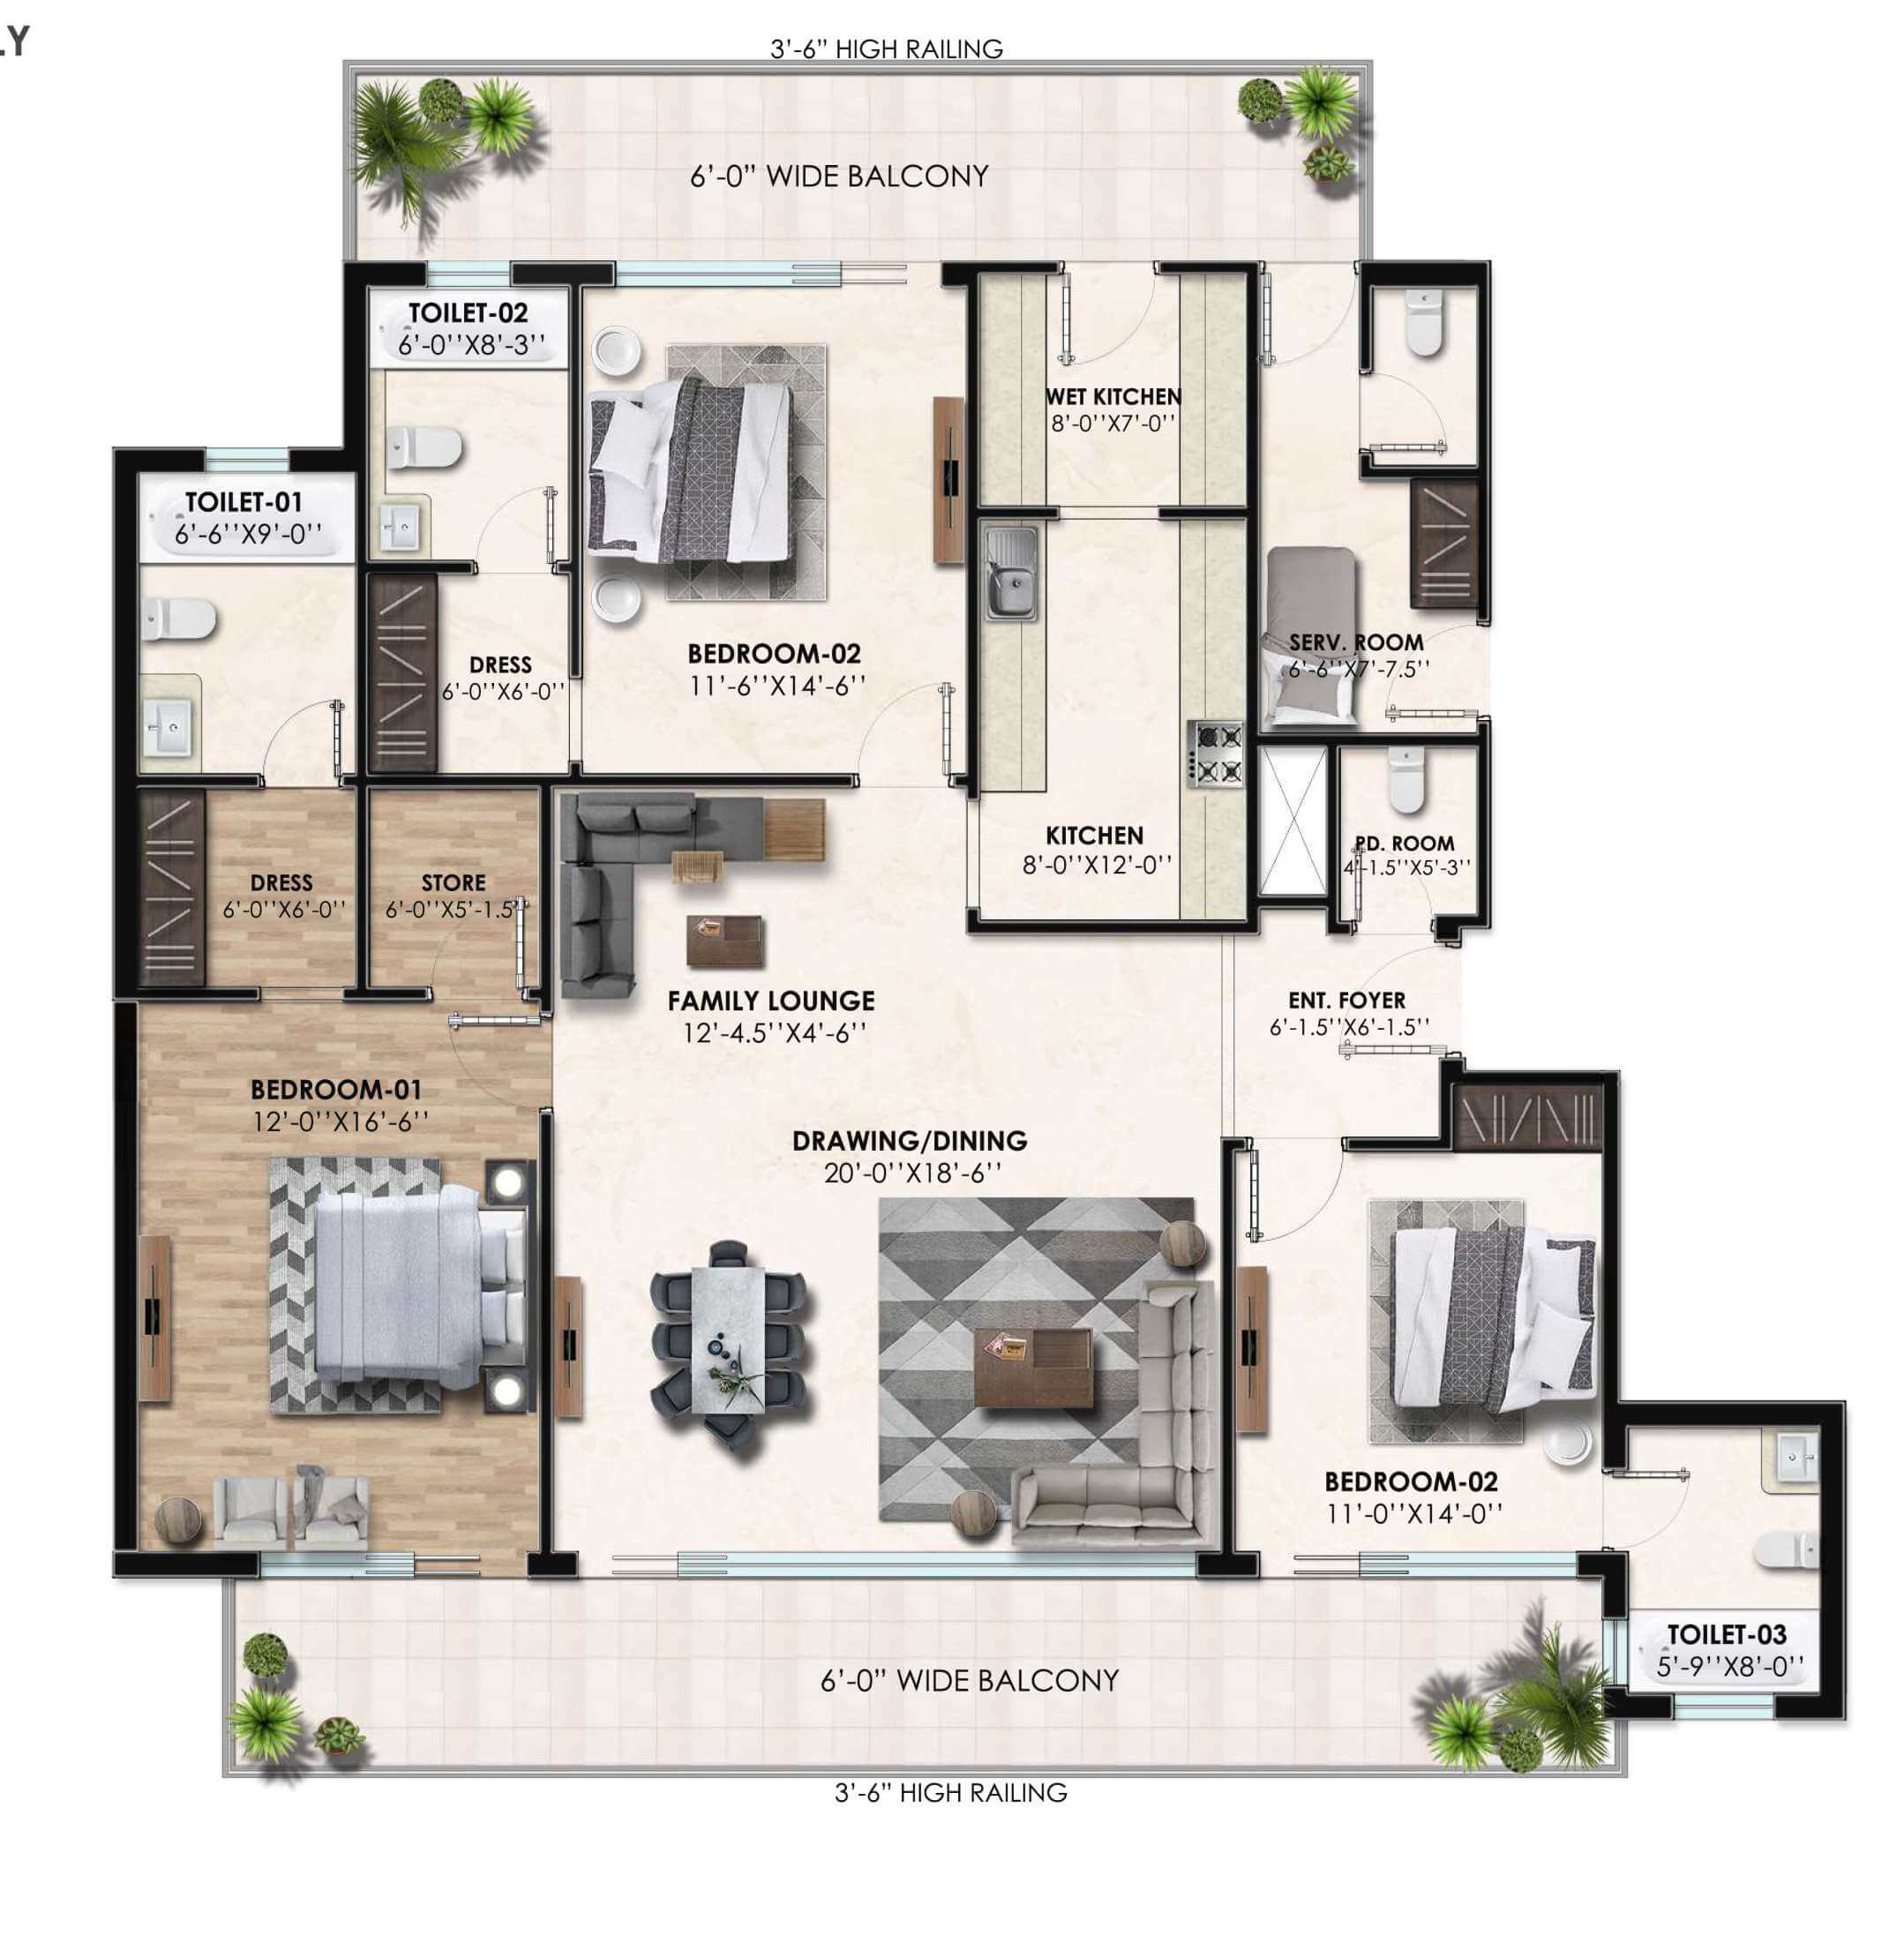 LY
3'-6” HIGH RAILING
6'-0” WIDE BALCONY
TOILET-02
6'-0''X8'-3''
WET KITCHEN
8'-0''X7'-0''
TOILET-01
6'-6''X9'-0''
BEDROOM-02
11'-6''X14'-6''
SERV. ROOM
6'-6''X7'-7.5''
DRESS
6'-0''X6'-0''
KITCHEN
8'-0''X12'-0''
PD. ROOM
4'-1.5''X5'-3''
DRESS
6'-0''X6'-0''
STORE
6'-0''X5'-1.5'
FAMILY LOUNGE
12'-4.5''X4'-6''
ENT. FOYER
6'-1.5''X6'-1.5''
BEDROOM-01
12'-0''X16'-6''
DRAWING/DINING
20'-0''X18'-6''
BEDROOM-02
11'-0''X14'-0''
TOILET-03
5'-9''X8'-0''
6'-0” WIDE BALCONY
3'-6” HIGH RAILING